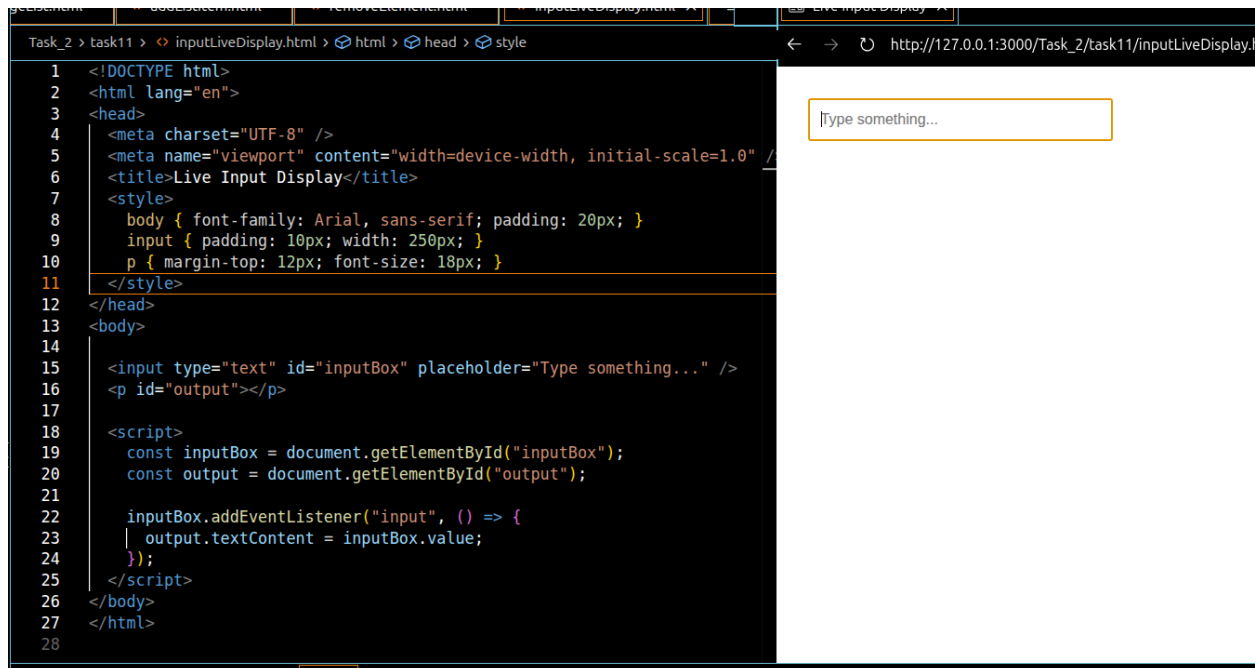 addListItem.html removeElement.html inputLiveDisplay.html Live Input Display
Task_2 > task11 > <> inputLiveDisplay.html > html > head > style
http://127.0.0.1:3000/Task_2/task11/inputLiveDisplay.h
1 <!DOCTYPE html>
2 <html lang="en">
3 <head>
4 <meta charset="UTF-8" />
5 <meta name="viewport" content="width=device-width, initial-scale=1.0" />
6 <title>Live Input Display</title>
7 <style>
8 body { font-family: Arial, sans-serif; padding: 20px; }
9 input { padding: 10px; width: 250px; }
10 p { margin-top: 12px; font-size: 18px; }
11 </style>
12 </head>
13 <body>
14
15 <input type="text" id="inputBox" placeholder="Type something..." />
16 <p id="output"></p>
17
18 <script>
19 const inputBox = document.getElementById("inputBox");
20 const output = document.getElementById("output");
21
22 inputBox.addEventListener("input", () => {
23 output.textContent = inputBox.value;
24 });
25 </script>
26 </body>
27 </html>
28
Type something...